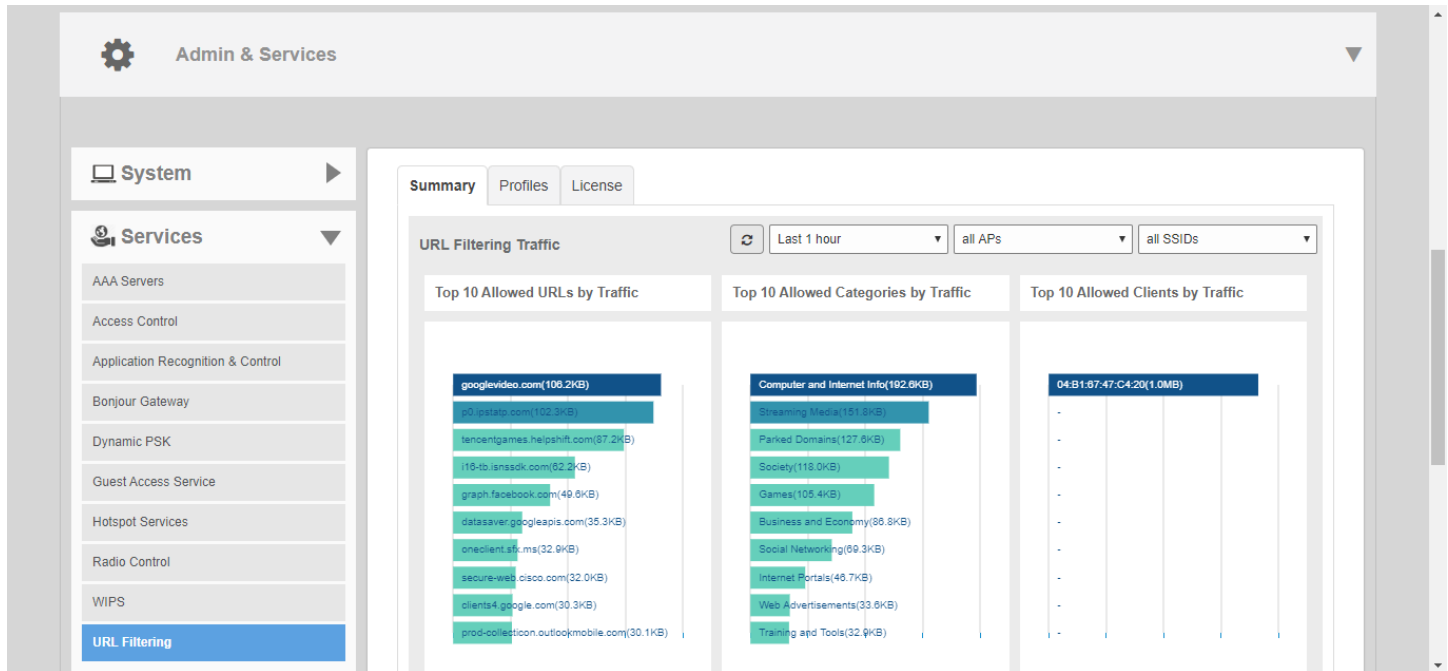 Admin & Services
System
Services
AAA Servers
Access Control
Application Recognition & Control
Bonjour Gateway
Dynamic PSK
Guest Access Service
Hotspot Services
Radio Control
WIPS
URL Filtering
Summary Profiles License
URL Filtering Traffic Last 1 hour all APs all SSIDs
Top 10 Allowed URLs by Traffic
googlevideo.com(106.2KB)
p0.ipstatp.com(102.3KB)
tencentgames.helpshift.com(87.2KB)
i16-tb.isnssdk.com(62.2KB)
graph.facebook.com(49.6KB)
datasaver.googleapis.com(35.3KB)
oneclient.sfx.ms(32.9KB)
secure-web.cisco.com(32.0KB)
clients4.google.com(30.3KB)
prod-collecticon.outlookmobile.com(30.1KB)
Top 10 Allowed Categories by Traffic
Computer and Internet Info(192.6KB)
Streaming Media(151.8KB)
Parked Domains(127.6KB)
Society(118.0KB)
Games(105.4KB)
Business and Economy(86.8KB)
Social Networking(69.3KB)
Internet Portals(46.7KB)
Web Advertisements(33.6KB)
Training and Tools(32.9KB)
Top 10 Allowed Clients by Traffic
04:B1:67:47:C4:20(1.0MB)
-
-
-
-
-
-
-
-
-